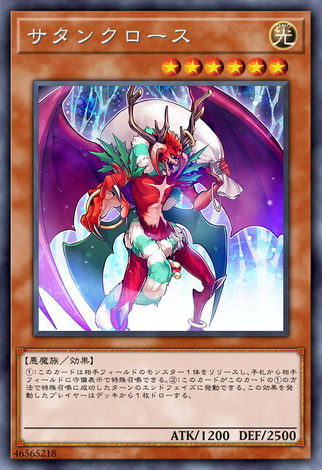 サタンクロース
光
【悪魔族／効果】
①：このカードは相手フィールドのモンスター１体をリリースし、手札から相手
フィールドに守備表示で特殊召喚できる。②：このカードがこのカードの①の方
法で特殊召喚に成功したターンのエンドフェイズに発動できる。この効果を発
動したプレイヤーはデッキから１枚ドローする。
ATK/1200 DEF/2500
46565218